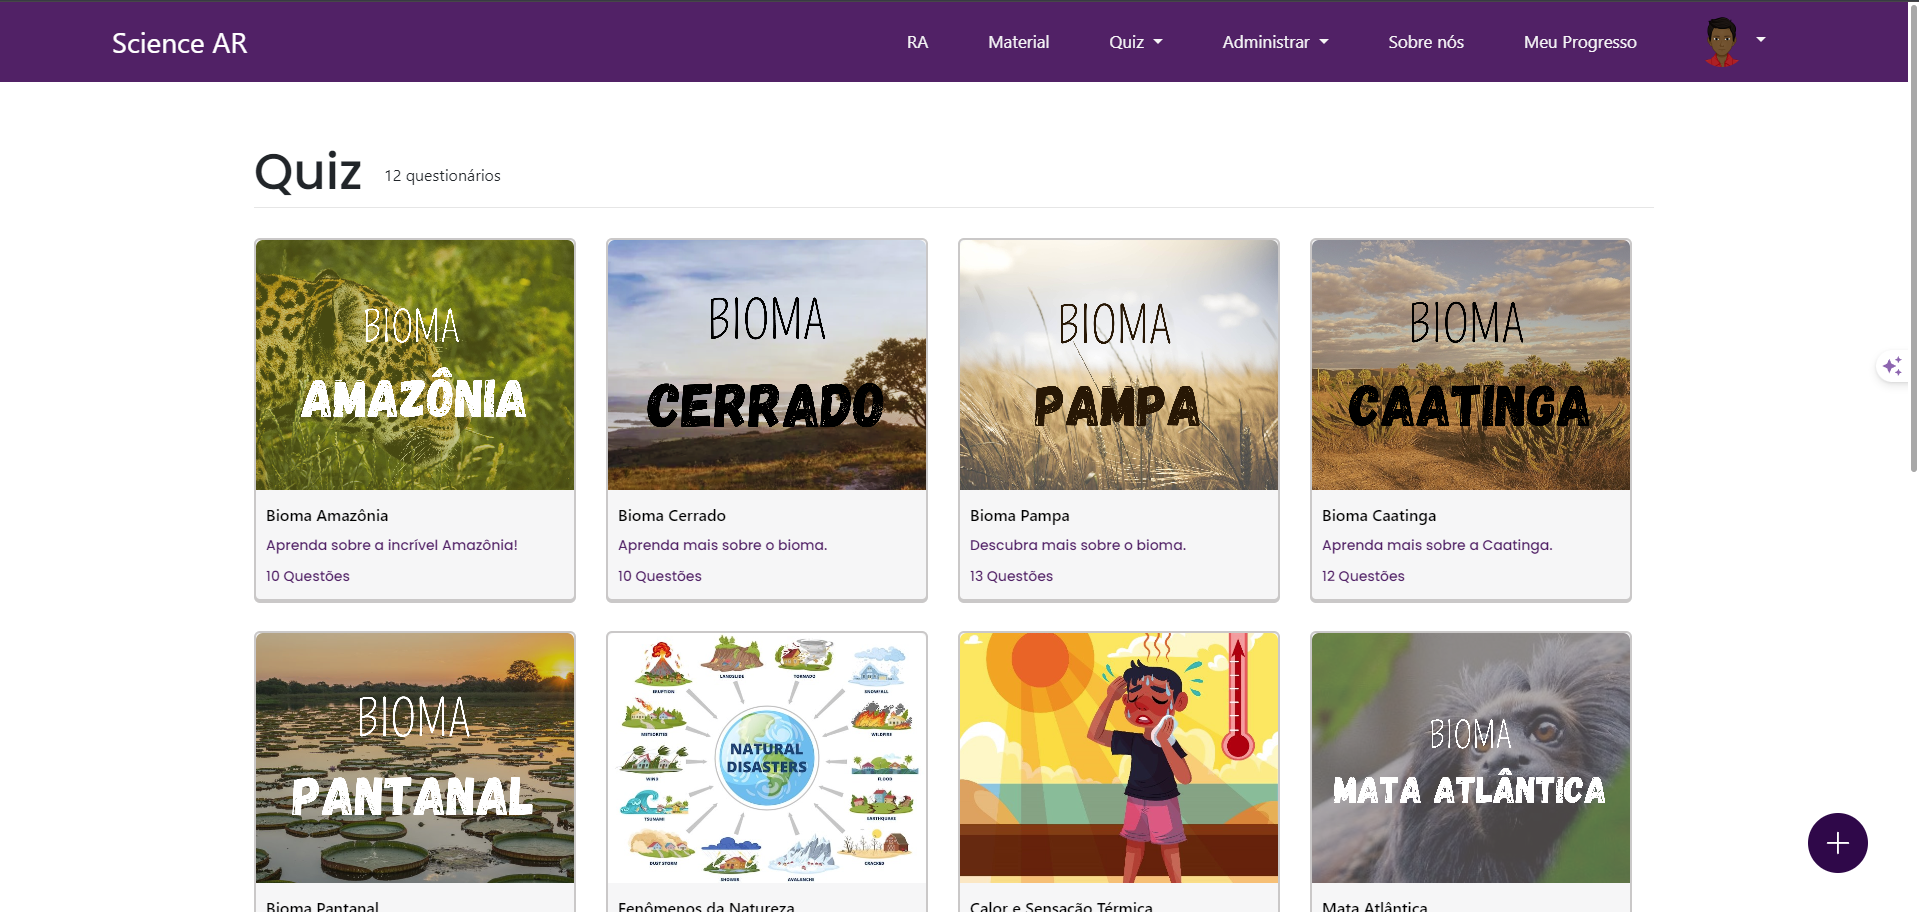 Science AR
RA
Material
Quiz
Administrar
Sobre nós
Meu Progresso
Quiz
12 questionários
BIOMA
AMAZÔNIA
Bioma Amazônia
Aprenda sobre a incrível Amazônia!
10 Questões
BIOMA
CERRADO
Bioma Cerrado
Aprenda mais sobre o bioma.
10 Questões
BIOMA
PAMPA
Bioma Pampa
Descubra mais sobre o bioma.
13 Questões
BIOMA
CAATINGA
Bioma Caatinga
Aprenda mais sobre a Caatinga.
12 Questões
BIOMA
PANTANAL
Bioma Pantanal
ERUPTION
LANDSLIDE
TORNADO
SNOWFALL
METEORITES
WILDFIRE
NATURAL
DISASTERS
WIND
FLOOD
TSUNAMI
EARTHQUAKE
DUST STORM
SHOWER
AVALANCHE
CRACKED
Fenômenos da Natureza
Calor e Sensação Térmica
BIOMA
MATA ATLÂNTICA
Mata Atlântica